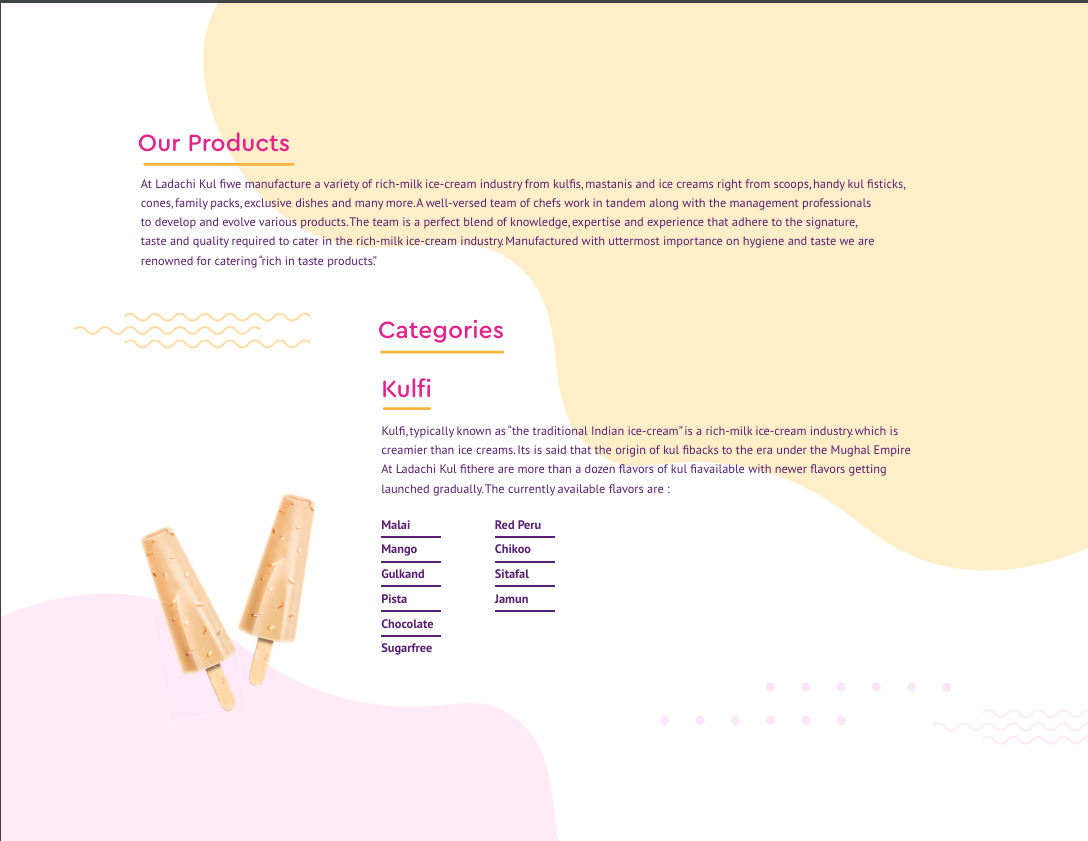 Our Products
At Ladachi Kul fiwe manufacture a variety of rich-milk ice-cream industry from kulfis, mastanis and ice creams right from scoops, handy kul fisticks,
cones, family packs, exclusive dishes and many more. A well-versed team of chefs work in tandem along with the management professionals
to develop and evolve various products. The team is a perfect blend of knowledge, expertise and experience that adhere to the signature,
taste and quality required to cater in the rich-milk ice-cream industry. Manufactured with uttermost importance on hygiene and taste we are
renowned for catering “rich in taste products.”
Categories
Kulfi
Kulfi, typically known as “the traditional Indian ice-cream” is a rich-milk ice-cream industry. which is
creamier than ice creams. Its is said that the origin of kul fibacks to the era under the Mughal Empire
At Ladachi Kul fithere are more than a dozen flavors of kul fiavailable with newer flavors getting
launched gradually. The currently available flavors are :
Malai
Mango
Gulkand
Pista
Chocolate
Sugarfree
Red Peru
Chikoo
Sitafal
Jamun